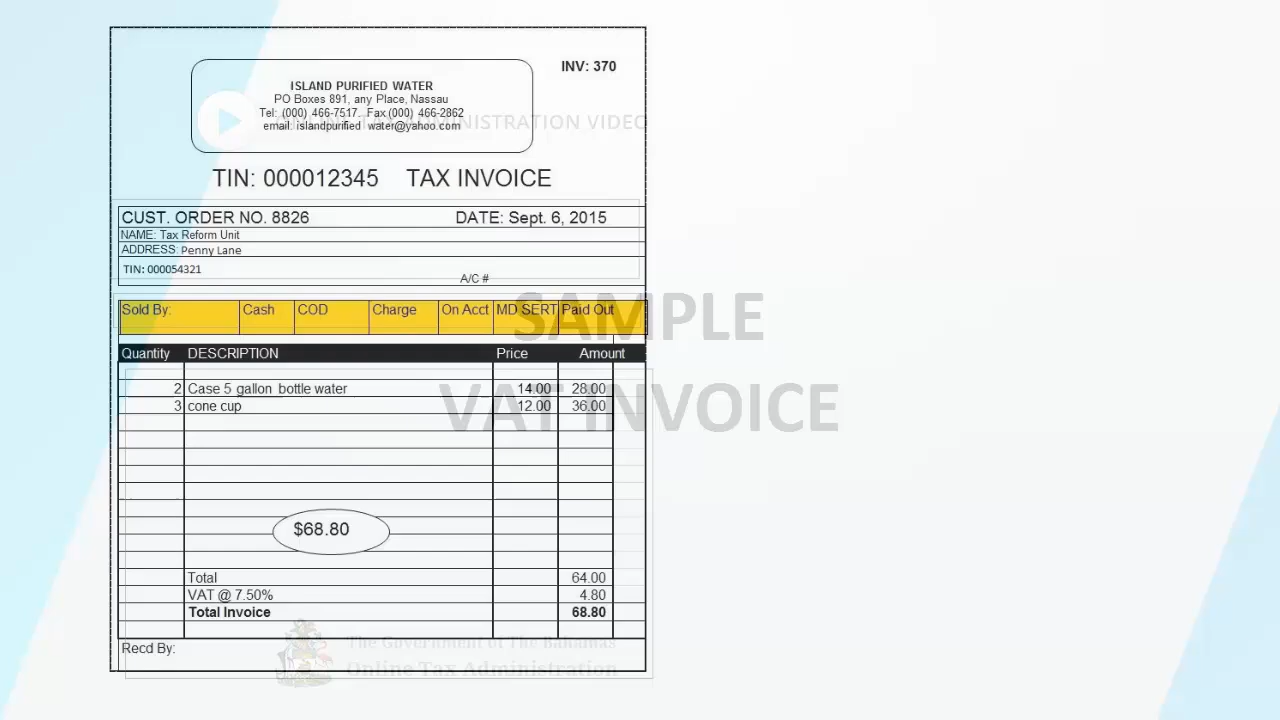 INV: 370
ISLAND PURIFIED WATER
PO Boxes 891, any Place, Nassau
Tel: (000) 466-7517. Fax (000) 466-2862
email: islandpurified water@yahoo.com
ADMINISTRATION VIDEO
TIN: 000012345 TAX INVOICE
CUST. ORDER NO. 8826 DATE: Sept. 6, 2015
NAME: Tax Reform Unit
ADDRESS: Penny Lane
TIN: 000054321
A/C #
Sold By: Cash COD Charge On Acct MD SERT Paid Out
SAMPLE
VAT INVOICE
Quantity DESCRIPTION Price Amount
2 Case 5 gallon bottle water 14.00 28.00
3 cone cup 12.00 36.00
$68.80
Total 64.00
VAT @ 7.50% 4.80
Total Invoice 68.80
Recd By:
The Government of The Bahamas
Online Tax Administration